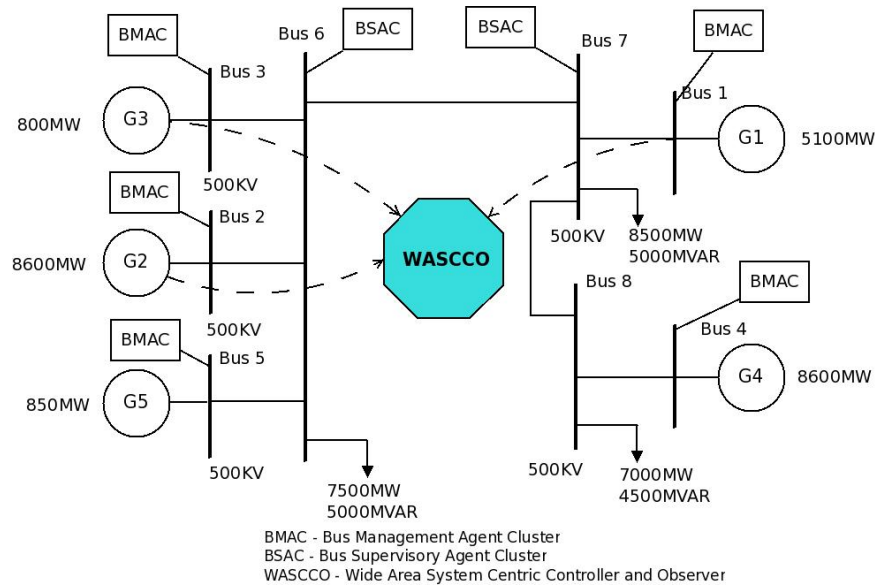 BMAC
Bus 6
BSAC
BSAC
Bus 7
BMAC
Bus 3
Bus 1
G3
800MW
G1
5100MW
500KV
BMAC
Bus 2
G2
8600MW
WASCCO
500KV
8500MW
5000MVAR
BMAC
Bus 8
500KV
BMAC
Bus 5
Bus 4
G5
850MW
G4
8600MW
500KV
500KV
7000MW
4500MVAR
7500MW
5000MVAR
BMAC - Bus Management Agent Cluster
BSAC - Bus Supervisory Agent Cluster
WASCCO - Wide Area System Centric Controller and Observer